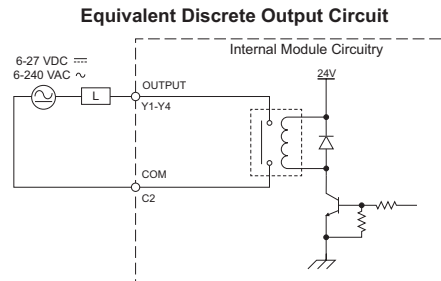 Equivalent Discrete Output Circuit
Internal Module Circuitry
6-27 VDC
6-240 VAC
24V
OUTPUT
L
Y1-Y4
COM
C2